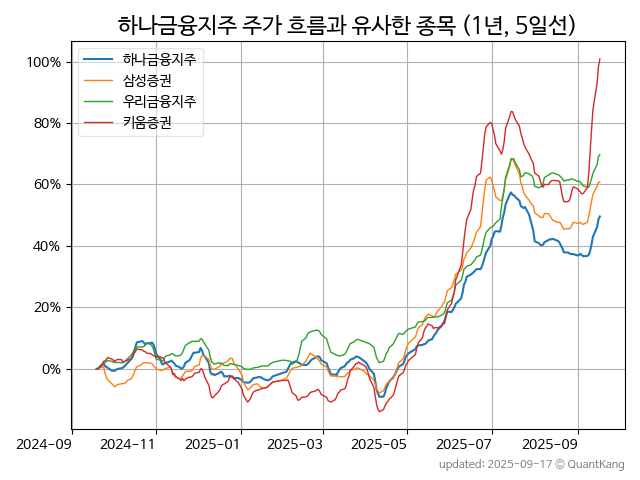 하나금융지주 주가 흐름과 유사한 종목 (1년, 5일선)
하나금융지주
삼성증권
우리금융지주
키움증권
100%
80%
60%
40%
20%
0%
2024-09 2024-11 2025-01 2025-03 2025-05 2025-07 2025-09
updated: 2025-09-17 © QuantKang